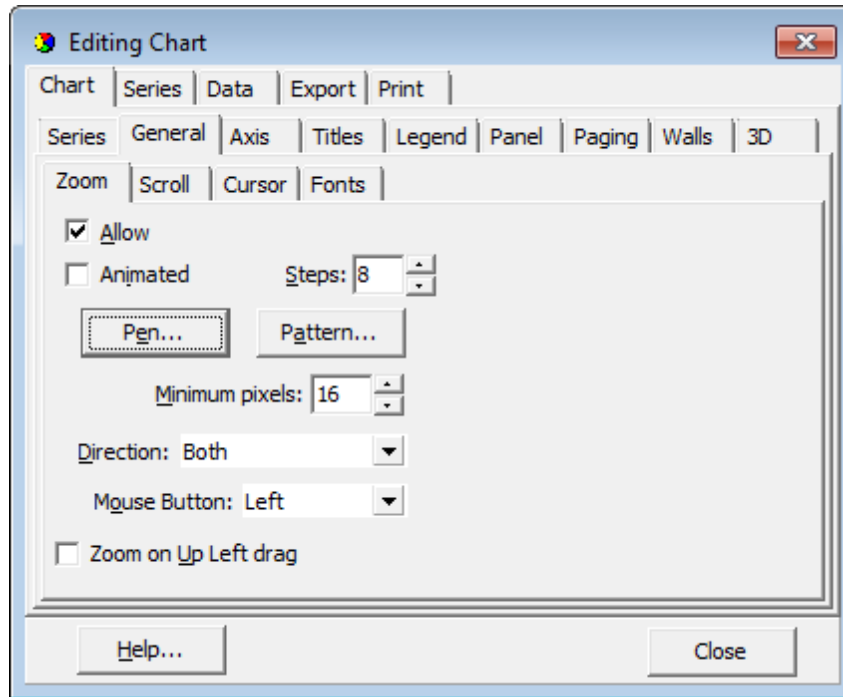 Editing Chart
Chart Series Data Export Print
Series General Axis Titles Legend Panel Paging Walls 3D
Zoom Scroll Cursor Fonts
Allow
Animated Steps: 8
Pen... Pattern...
Minimum pixels: 16
Direction: Both
Mouse Button: Left
Zoom on Up Left drag
Help... Close